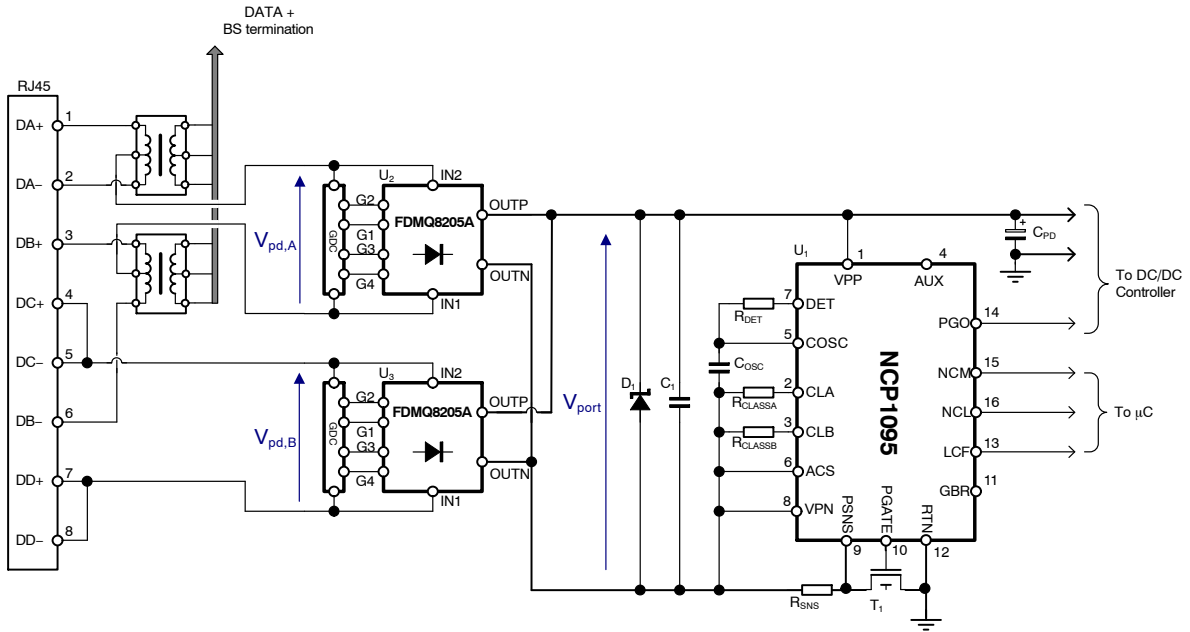 DATA +
BS termination
RJ45
DA+ 1
DA− 2
DB+ 3
DC+ 4
DC− 5
DB− 6
DD+ 7
DD− 8
Vpd,A
GDC
G2
G1
G3
G4
U2
IN2
FDMQ8205A
OUTP
OUTN
IN1
Vpd,B
GDC
G2
G1
G3
G4
U3
IN2
FDMQ8205A
OUTP
OUTN
IN1
Vport
D1
C1
RDET
COSC
RCLASSA
RCLASSB
U1
NCP1095
1 VPP
4 AUX
7 DET
5 COSC
2 CLA
3 CLB
6 ACS
8 VPN
PSNS 9
PGATE 10
RTN 12
PGO 14
NCM 15
NCL 16
LCF 13
GBR 11
RSNS
T1
+
CPD
To DC/DC
Controller
To µC